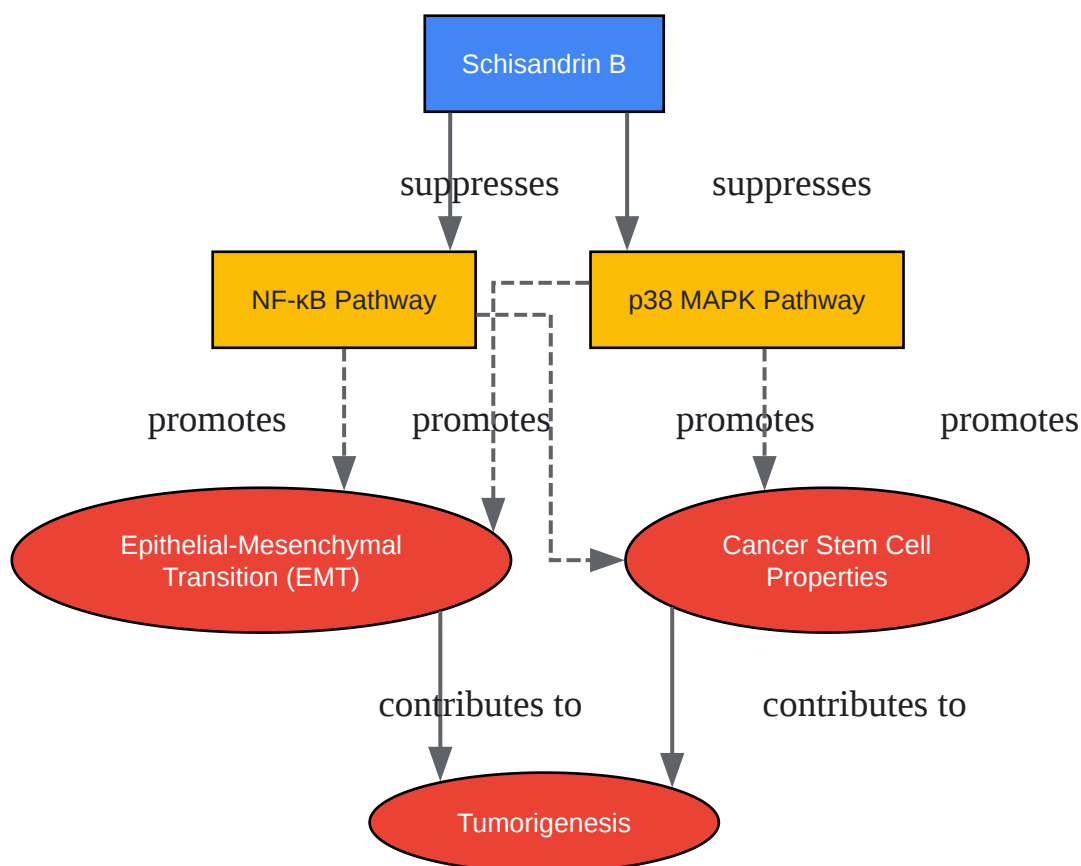 Schisandrin B
suppresses
suppresses
NF-κB Pathway
p38 MAPK Pathway
promotes
promotes
promotes
promotes
Epithelial-Mesenchymal
Transition (EMT)
Cancer Stem Cell
Properties
contributes to
contributes to
Tumorigenesis